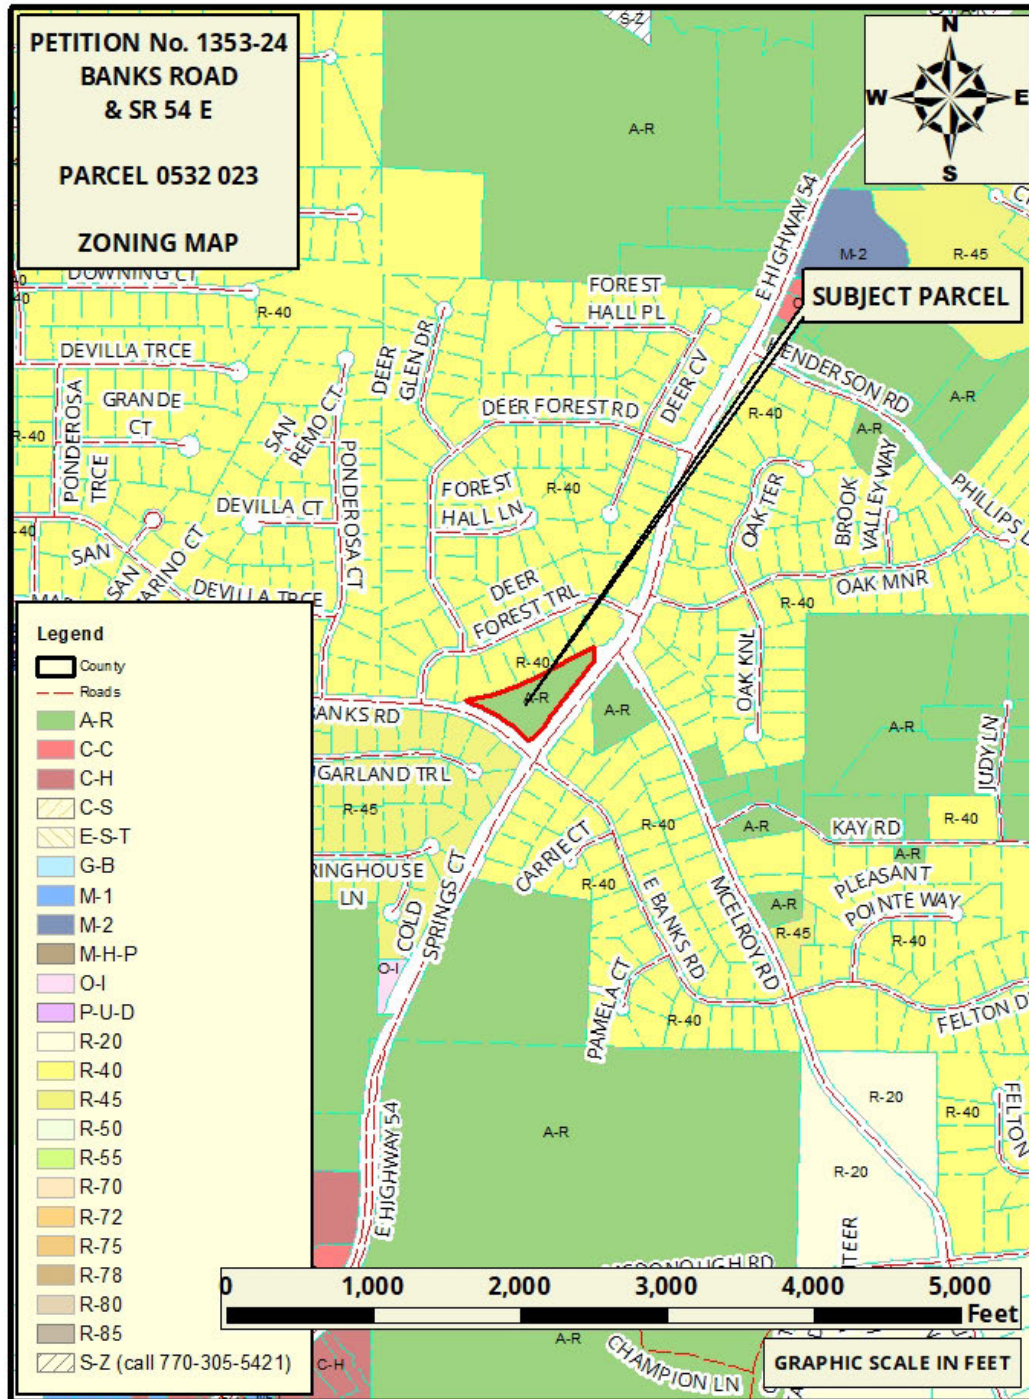 PETITION No. 1353-24
BANKS ROAD
& SR 54 E
PARCEL 0532 023
ZONING MAP
S-Z
A-R
N
W
E
S
E HIGHWAY 54
M-2
R-45
SUBJECT PARCEL
DOWNING CT
R-40
FOREST
HALL PL
DEVILLA TRCE
DEER
GLEN DR
DEER CV
HENDERSON RD
GRANDE
CT
PONDEROSA
TRCE
SAN
REMO CT
DEER FOREST RD
R-40
A-R
A-R
R-40
PONDEROSA CT
FOREST
HALL LN
R-40
OAK TER
BROOK
VALLEY WAY
PHILLIPS
DEVILLA CT
SAN
SAN
MARINO CT
DEVILLA TRCE
DEER
FOREST TRL
OAK MNR
R-40
OAK KNL
R-40
A-R
A-R
A-R
BANKS RD
JUDY LN
GARLAND TRL
R-45
R-40
A-R
KAY RD
R-40
A-R
CARRIE CT
R-40
PLEASANT
POINTE WAY
A-R
R-45
R-40
LN
COLD
SPRINGS CT
O-I
E BANKS RD
MCELROY RD
PAMELA CT
R-40
FELTON
R-20
R-40
FELTON
A-R
R-20
E HIGHWAY 54
Legend
County
Roads
A-R
C-C
C-H
C-S
E-S-T
G-B
M-1
M-2
M-H-P
O-I
P-U-D
R-20
R-40
R-45
R-50
R-55
R-70
R-72
R-75
R-78
R-80
R-85
S-Z (call 770-305-5421)
0 1,000 2,000 3,000 4,000 5,000
Feet
C-H
A-R
CHAMPION LN
GRAPHIC SCALE IN FEET